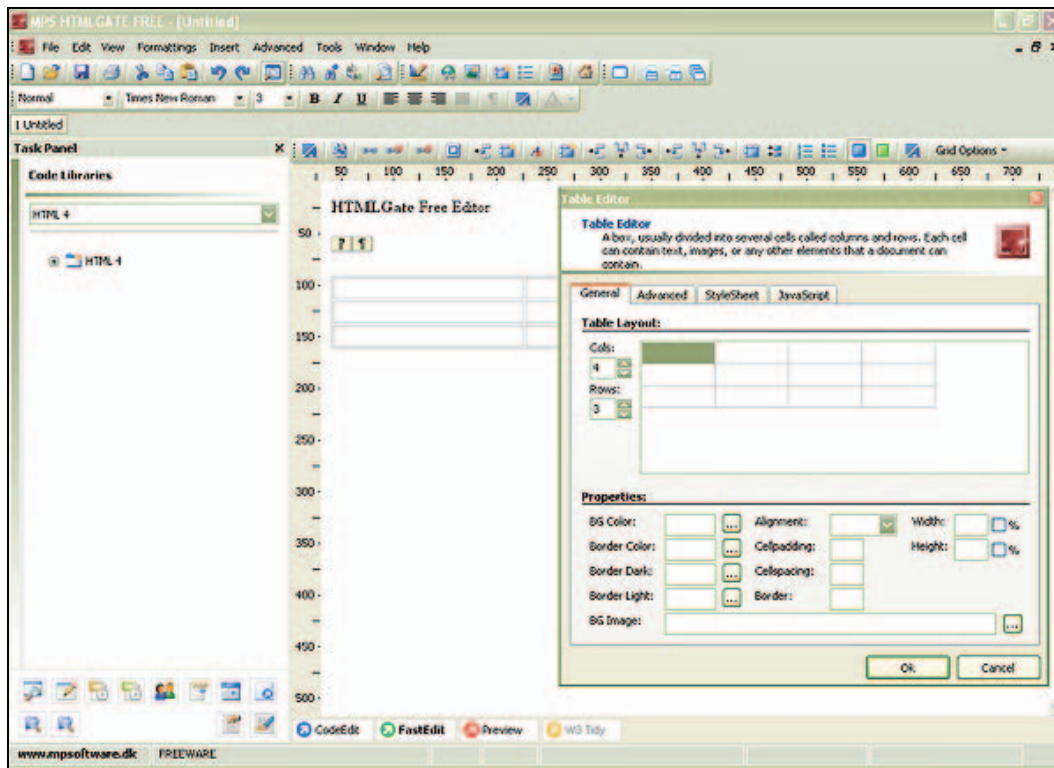 MPS HTMLGATE FREE - [Untitled]
File Edit View Formattings Insert Advanced Tools Window Help
Normal Times New Roman 3 B I U
1 Untitled
Task Panel
Grid Options
Code Libraries
50 100 150 200 250 300 350 400 450 500 550 600 650 700
HTML 4
HTML 4
50
100
150
200
250
300
350
400
450
500
HTMLGate Free Editor
? ¶
Table Editor
Table Editor
A box, usually divided into several cells called columns and rows. Each cell
can contain text, images, or any other elements that a document can
contain.
General Advanced StyleSheet JavaScript
Table Layout:
Cols:
4
Rows:
3
Properties:
BG Color: ... Alignment: Width: %
Border Color: ... Cellpadding: Height: %
Border Dark: ... Cellspacing:
Border Light: ... Border:
BG Image: ...
Ok Cancel
CodeEdt FastEdit Preview W3 Tidy
www.mpsoftware.dk FREEWARE